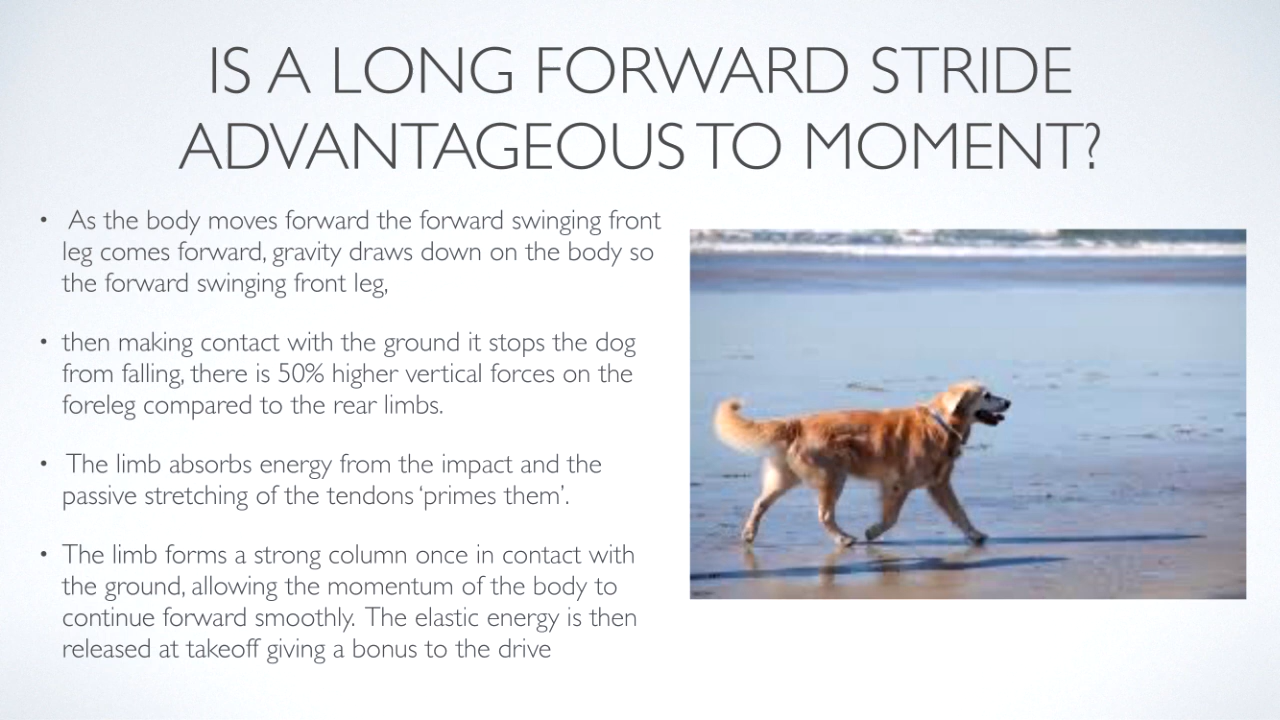 IS A LONG FORWARD STRIDE
ADVANTAGEOUS TO MOMENT?
• As the body moves forward the forward swinging front
leg comes forward, gravity draws down on the body so
the forward swinging front leg,
• then making contact with the ground it stops the dog
from falling, there is 50% higher vertical forces on the
foreleg compared to the rear limbs.
• The limb absorbs energy from the impact and the
passive stretching of the tendons ‘primes them’.
• The limb forms a strong column once in contact with
the ground, allowing the momentum of the body to
continue forward smoothly. The elastic energy is then
released at takeoff giving a bonus to the drive